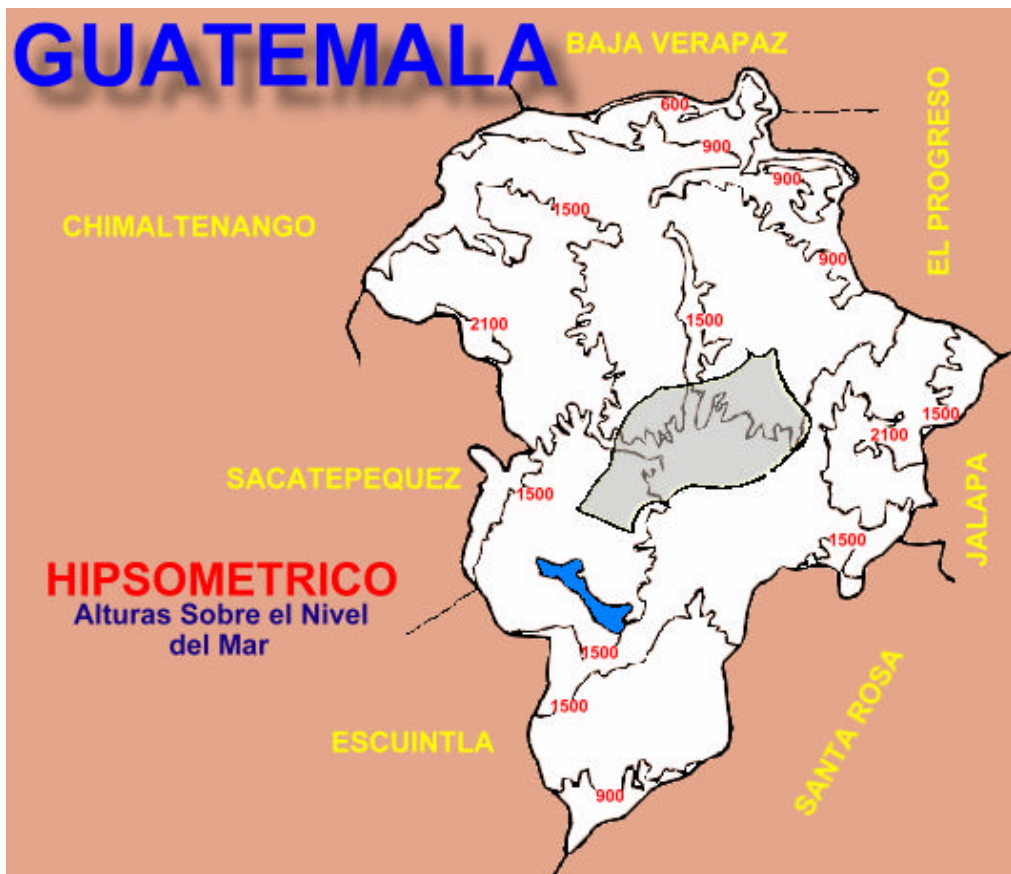 GUATEMALA
BAJA VERAPAZ
600
EL PROGRESO
900
900
CHIMALTENANGO
1500
900
2100
1500
1500
2100
SACATEPEQUEZ
1500
JALAPA
1500
HIPSOMETRICO
Alturas Sobre el Nivel
del Mar
1500
1500
SANTA ROSA
ESCUINTLA
900